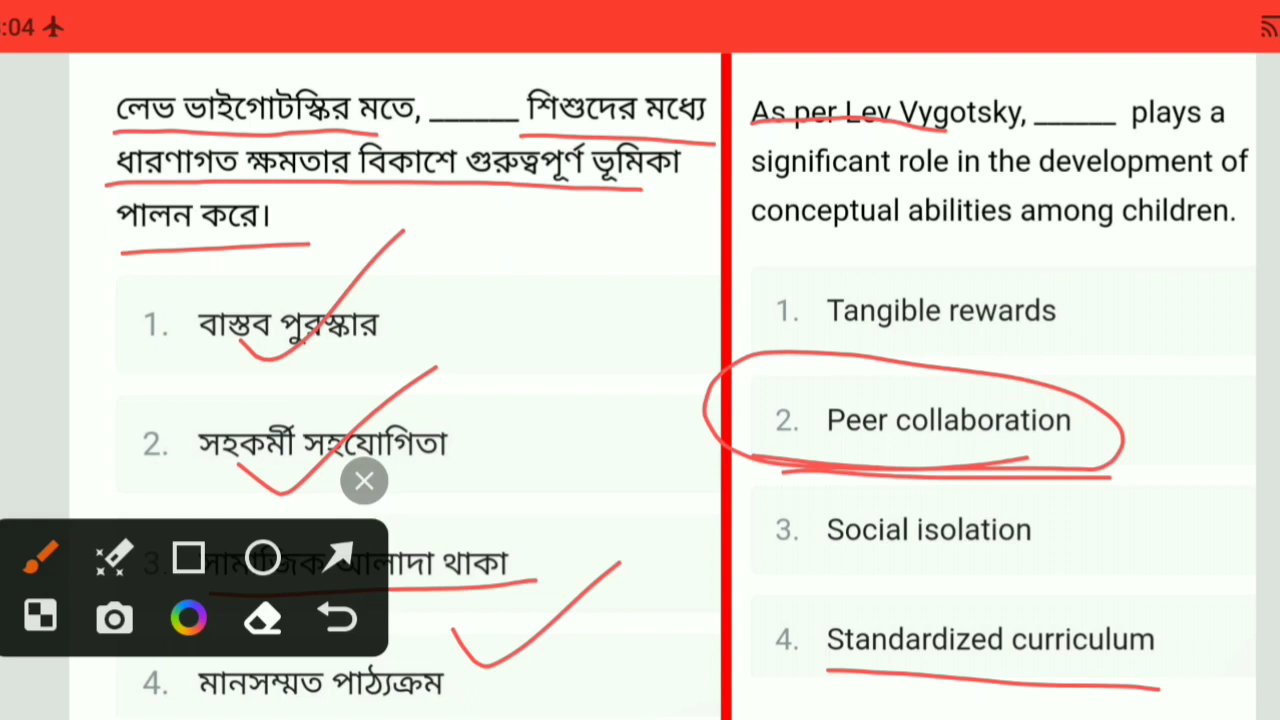 :04
লেভ ভাইগোটস্কির মতে, ______ শিশুদের মধ্যে
ধারণাগত ক্ষমতার বিকাশে গুরুত্বপূর্ণ ভূমিকা
পালন করে।
1. বাস্তব পুরস্কার
2. সহকর্মী সহযোগিতা
3. সামাজিক আলাদা থাকা
4. মানসম্মত পাঠ্যক্রম
As per Lev Vygotsky, ______ plays a
significant role in the development of
conceptual abilities among children.
1. Tangible rewards
2. Peer collaboration
3. Social isolation
4. Standardized curriculum